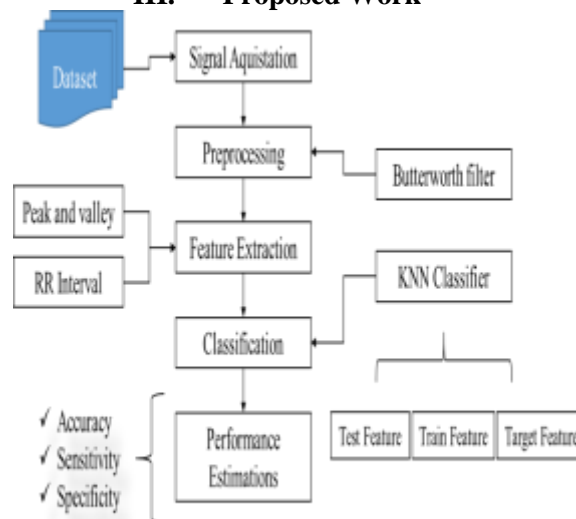 III. Proposed Work
Dataset
Signal Aquistation
Preprocessing
Butterworth filter
Peak and valley
RR Interval
Feature Extraction
KNN Classifier
Classification
Test Feature
Train Feature
Target Feature
✓ Accuracy
✓ Sensitivity
✓ Specificity
Performance
Estimations